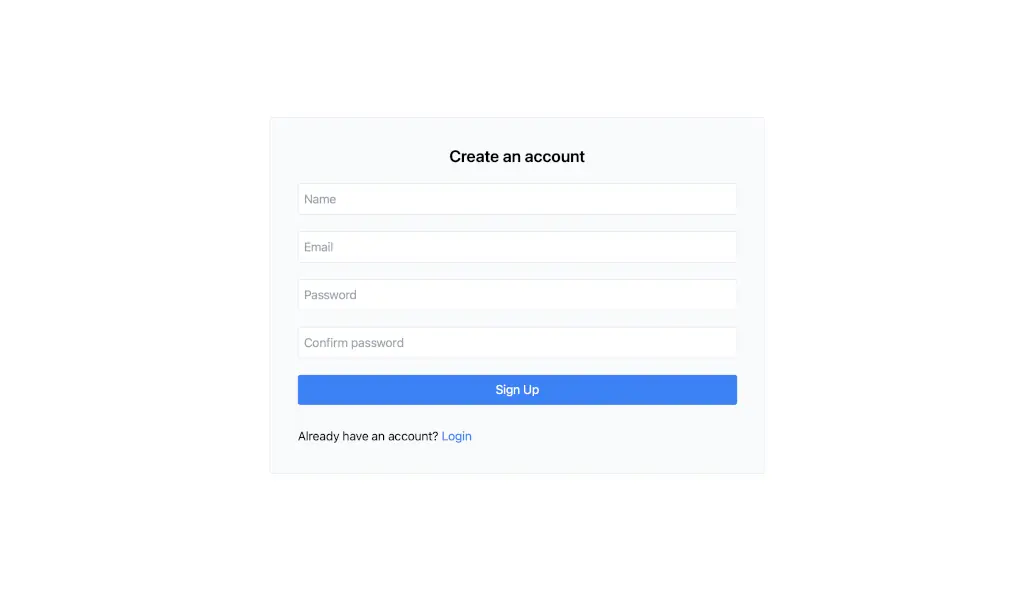 Create an account
Name
Email
Password
Confirm password
Sign Up
Already have an account? Login